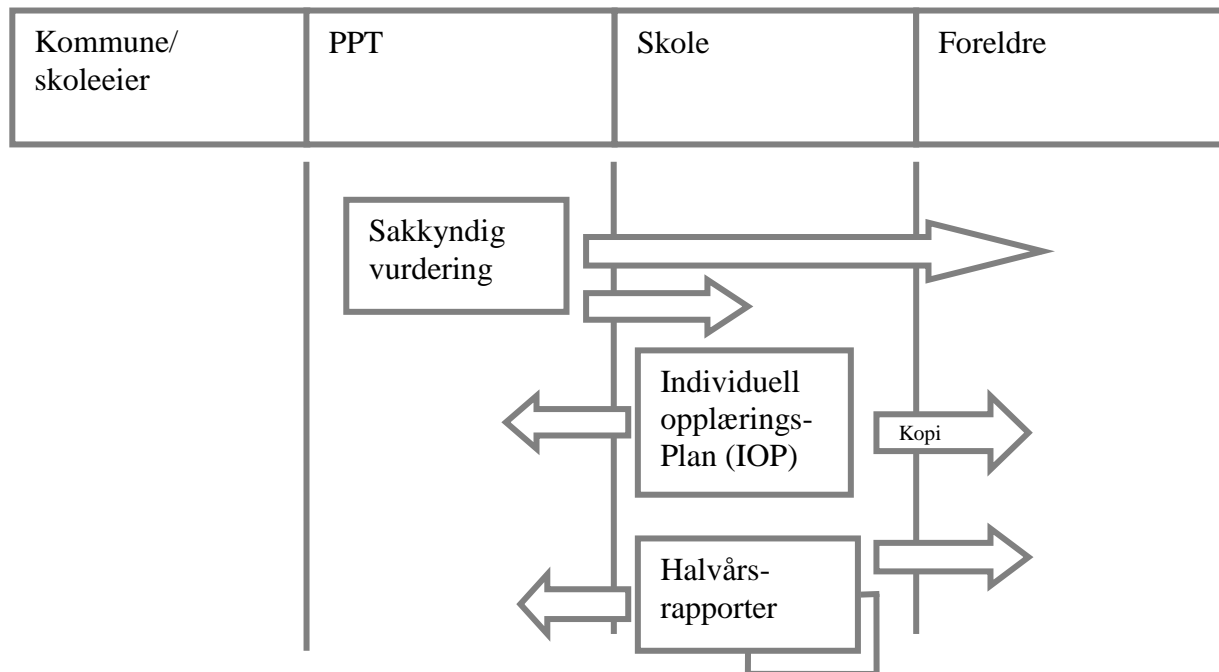 Kommune/
skoleeier
PPT
Skole
Foreldre
Sakkyndig
vurdering
Individuell
opplærings-
Plan (IOP)
Kopi
Halvårs-
rapporter